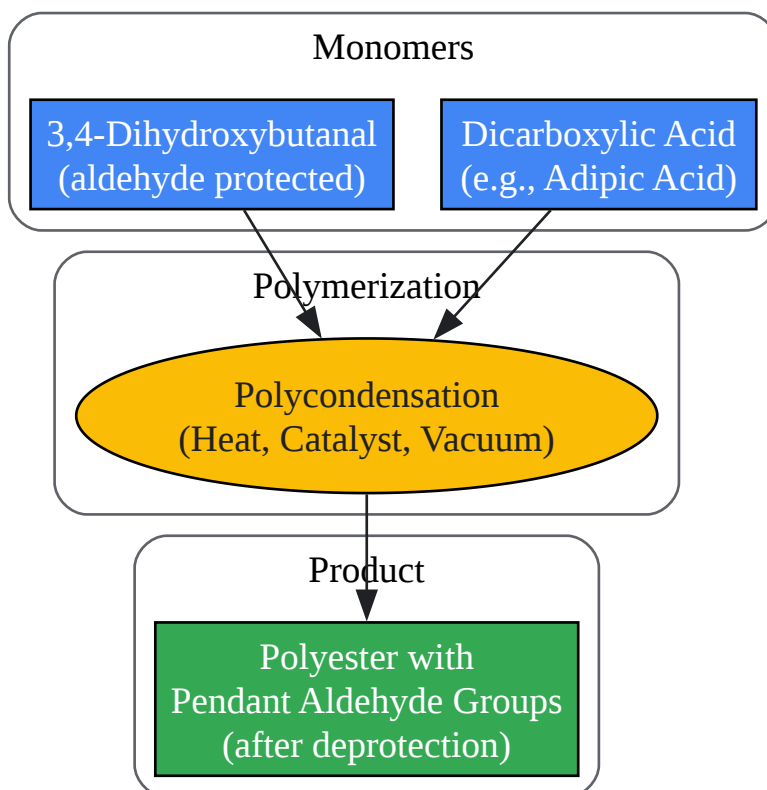 Monomers
3,4-Dihydroxybutanal
(aldehyde protected)
Dicarboxylic Acid
(e.g., Adipic Acid)
Polymerization
Polycondensation
(Heat, Catalyst, Vacuum)
Product
Polyester with
Pendant Aldehyde Groups
(after deprotection)